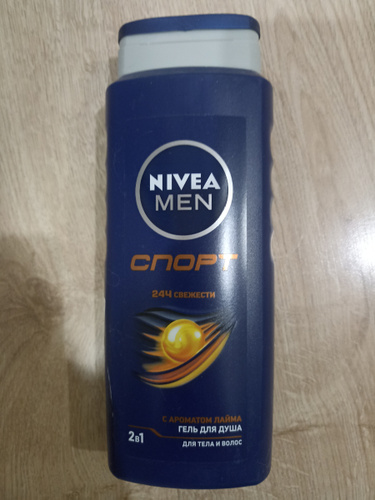 NIVEA
MEN
СПОРТ
24Ч СВЕЖЕСТИ
С АРОМАТОМ ЛАЙМА
ГЕЛЬ ДЛЯ ДУША
2в1
ДЛЯ ТЕЛА И ВОЛОС